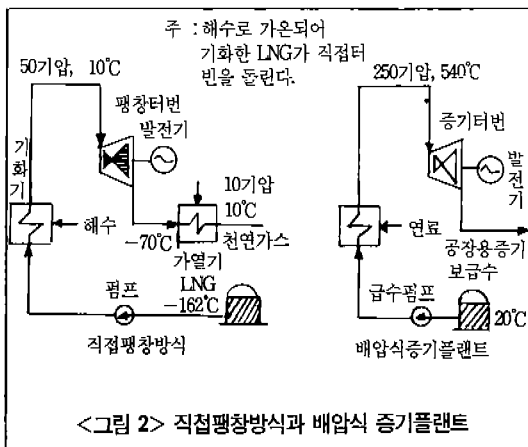 주 : 해수로 가온되어
기화한 LNG가 직접터
빈을 돌린다.
50기압, 10℃
팽창터번
발전기
기화기
해수
-70℃
10기압
10℃
천연가스
가열기
LNG
-162℃
펌프
직접팽창방식
250기압, 540℃
증기터번
발전기
연료
공장용증기
보급수
급수펌프
20℃
배압식증기플랜트
<그림 2> 직접팽창방식과 배압식 증기플랜트